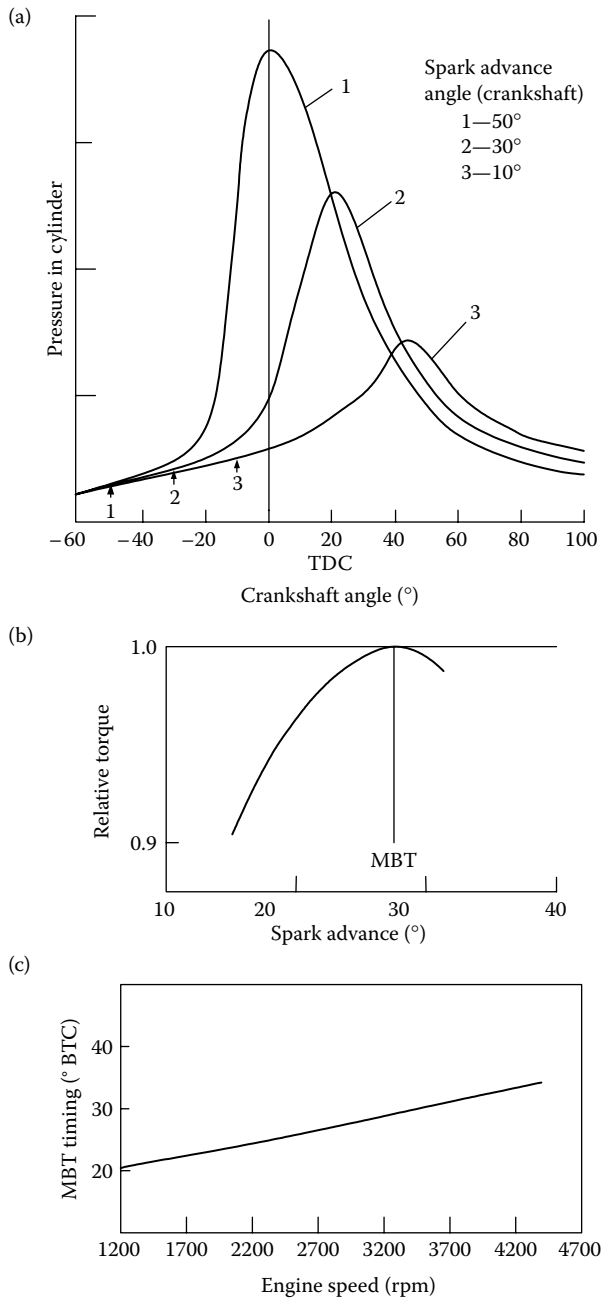 (a)
Pressure in cylinder
Spark advance
angle (crankshaft)
1—50°
2—30°
3—10°
1
2
3
1
2
3
−60 −40 −20 0 20 40 60 80 100
TDC
Crankshaft angle (°)
(b)
Relative torque
1.0
0.9
MBT
10 20 30 40
Spark advance (°)
(c)
MBT timing (° BTC)
40
30
20
1200 1700 2200 2700 3200 3700 4200 4700
Engine speed (rpm)